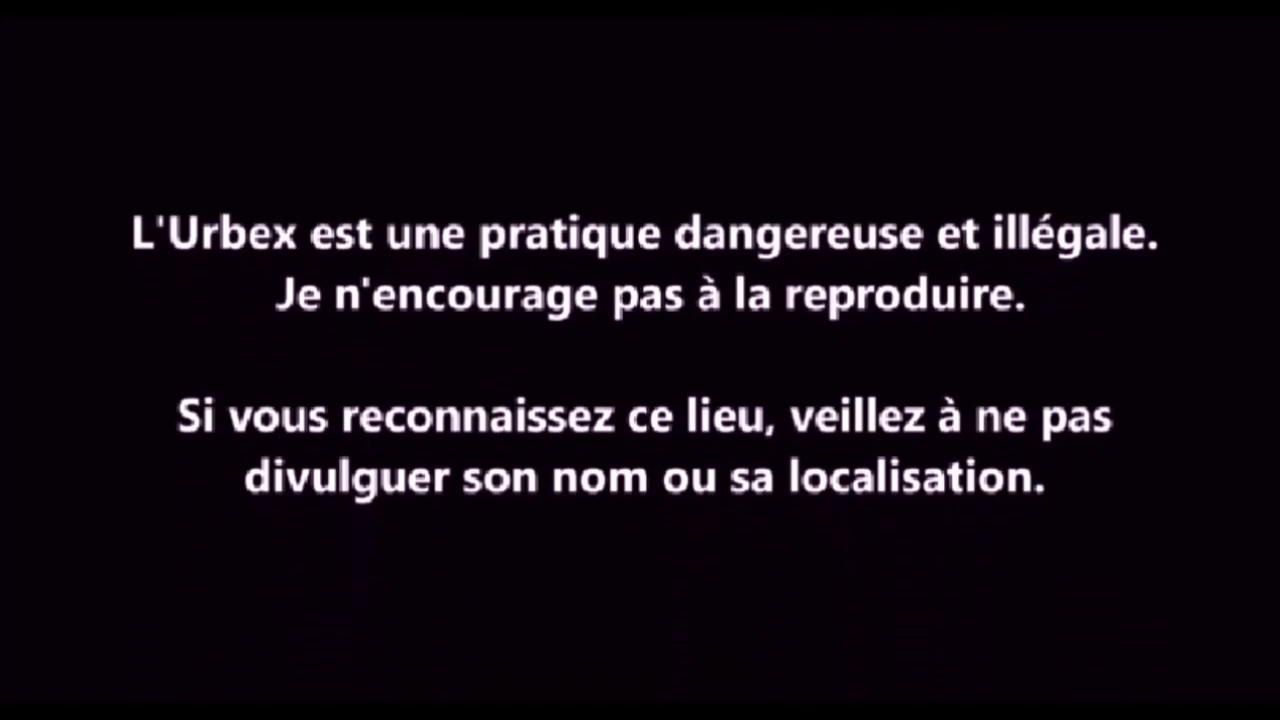 L'Urbex est une pratique dangereuse et illégale.
Je n'encourage pas à la reproduire.
Si vous reconnaissez ce lieu, veillez à ne pas
divulguer son nom ou sa localisation.